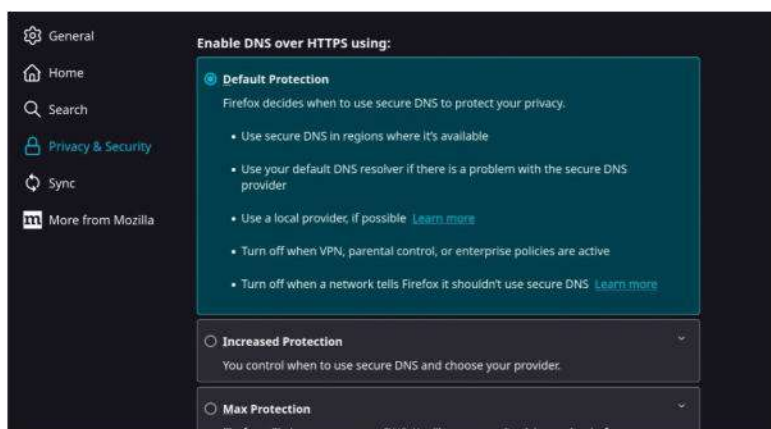 General
Home
Search
Privacy & Security
Sync
m More from Mozilla
Enable DNS over HTTPS using:
Default Protection
Firefox decides when to use secure DNS to protect your privacy.
• Use secure DNS in regions where it's available
• Use your default DNS resolver if there is a problem with the secure DNS
provider
• Use a local provider, if possible Learn more
• Turn off when VPN, parental control, or enterprise policies are active
• Turn off when a network tells Firefox it shouldn't use secure DNS Learn more
Increased Protection
You control when to use secure DNS and choose your provider.
Max Protection